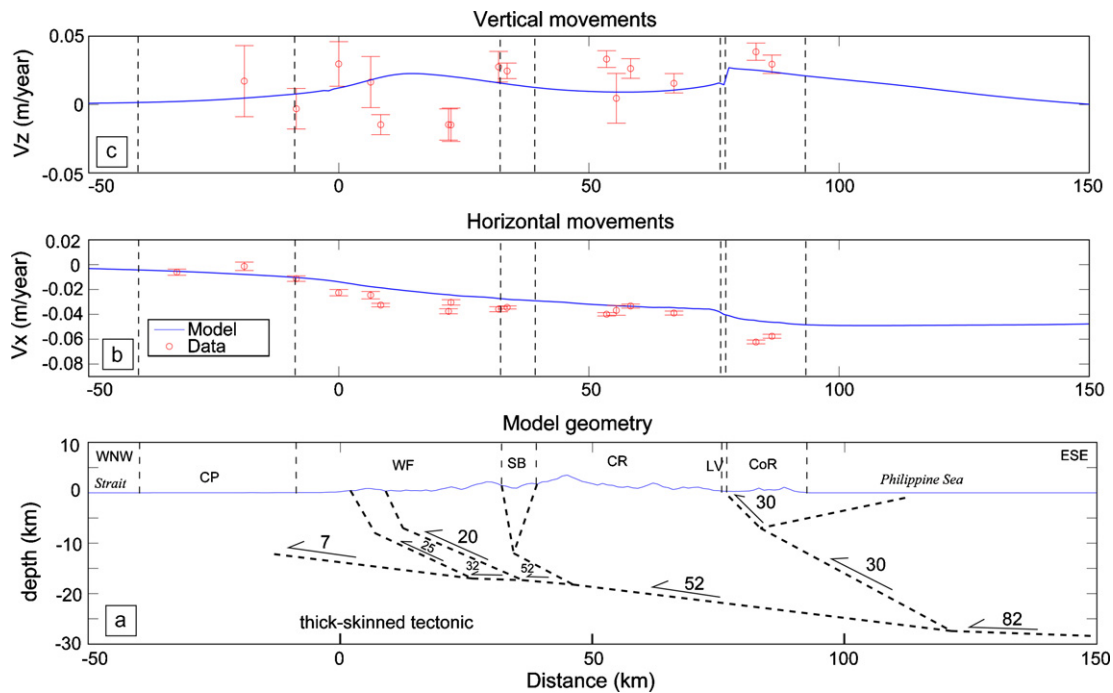 Vertical movements
0.05
0
-0.05
Vz (m/year)
c
-50 0 50 100 150
Horizontal movements
0.02
0
-0.02
-0.04
-0.06
-0.08
Vx (m/year)
b
Model
Data
-50 0 50 100 150
Model geometry
10
0
-10
-20
-30
depth (km)
WNW CP WF SB CR LV CoR ESE
Strait Philippine Sea
30
7 25 20 30
32 52 52 82
a thick-skinned tectonic
-50 0 50 100 150
Distance (km)